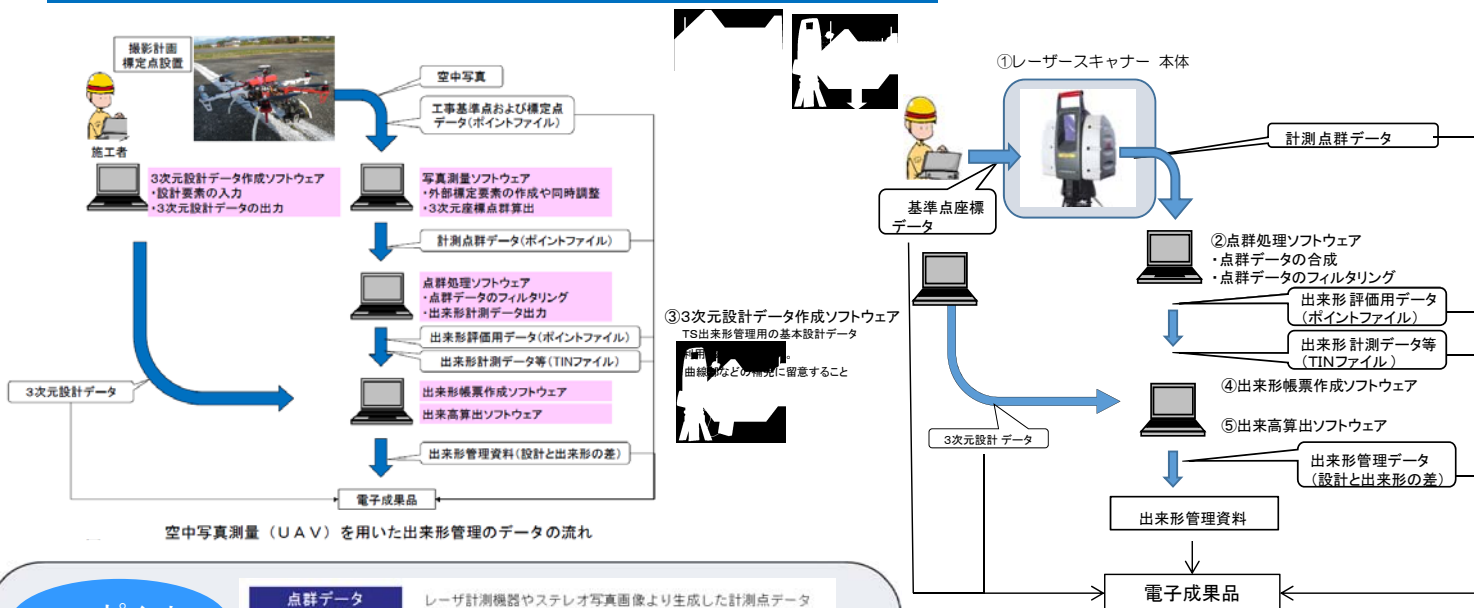 撮影計画
標定点設置
空中写真
工事基準点および標定点
データ(ポイントファイル)
施工者
3次元設計データ作成ソフトウェア
・設計要素の入力
・3次元設計データの出力
写真測量ソフトウェア
・外部標定要素の作成や同時調整
・3次元座標点群算出
計測点群データ(ポイントファイル)
点群処理ソフトウェア
・点群データのフィルタリング
・出来形計測データ出力
出来形評価用データ(ポイントファイル)
出来形計測データ等(TINファイル)
3次元設計データ
出来形帳票作成ソフトウェア
出来高算出ソフトウェア
出来形管理資料(設計と出来形の差)
電子成果品
空中写真測量(UAV)を用いた出来形管理のデータの流れ
①レーザースキャナー 本体
計測点群データ
基準点座標
データ
②点群処理ソフトウェア
・点群データの合成
・点群データのフィルタリング
出来形評価用データ
(ポイントファイル)
出来形計測データ等
(TINファイル)
③3次元設計データ作成ソフトウェア
TS出来形管理用の基本設計データ
利用
曲線部などの補完に留意すること
④出来形帳票作成ソフトウェア
⑤出来高算出ソフトウェア
3次元設計 データ
出来形管理データ
(設計と出来形の差)
出来形管理資料
電子成果品
点群データ
レーザ計測機器やステレオ写真画像より生成した計測点データ